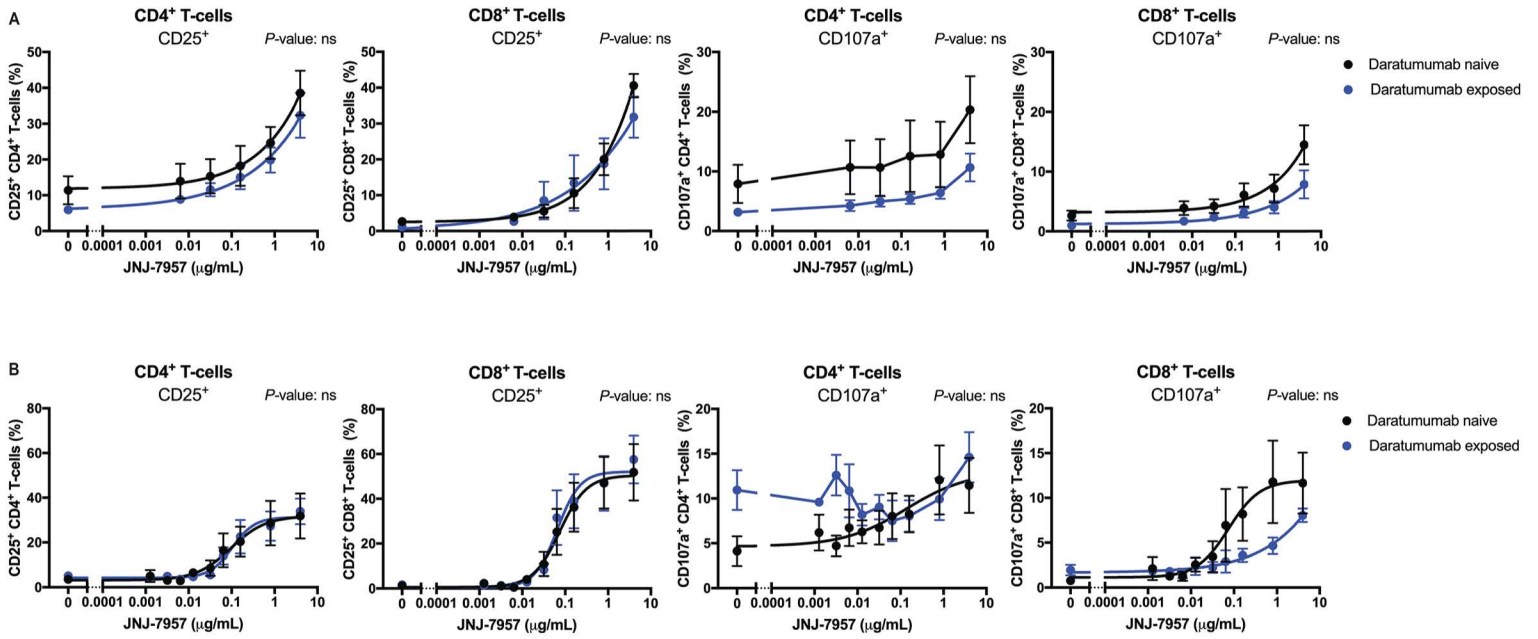 A
CD4+ T-cells
CD25+
P-value: ns
CD25+ CD4+ T-cells (%)
50
40
30
20
10
0
0 0.0001 0.001 0.01 0.1 1 10
JNJ-7957 (µg/mL)
CD8+ T-cells
CD25+
P-value: ns
CD25+ CD8+ T-cells (%)
50
40
30
20
10
0
0 0.0001 0.001 0.01 0.1 1 10
JNJ-7957 (µg/mL)
CD4+ T-cells
CD107a+
P-value: ns
CD107a+ CD4+ T-cells (%)
30
20
10
0
0 0.0001 0.001 0.01 0.1 1 10
JNJ-7957 (µg/mL)
CD8+ T-cells
CD107a+
P-value: ns
CD107a+ CD8+ T-cells (%)
30
20
10
0
0 0.0001 0.001 0.01 0.1 1 10
JNJ-7957 (µg/mL)
Daratumumab naive
Daratumumab exposed
B
CD4+ T-cells
CD25+
P-value: ns
CD25+ CD4+ T-cells (%)
80
60
40
20
0
0 0.0001 0.001 0.01 0.1 1 10
JNJ-7957 (µg/mL)
CD8+ T-cells
CD25+
P-value: ns
CD25+ CD8+ T-cells (%)
80
60
40
20
0
0 0.0001 0.001 0.01 0.1 1 10
JNJ-7957 (µg/mL)
CD4+ T-cells
CD107a+
P-value: ns
CD107a+ CD4+ T-cells (%)
20
15
10
5
0
0 0.0001 0.001 0.01 0.1 1 10
JNJ-7957 (µg/mL)
CD8+ T-cells
CD107a+
P-value: ns
CD107a+ CD8+ T-cells (%)
20
15
10
5
0
0 0.0001 0.001 0.01 0.1 1 10
JNJ-7957 (µg/mL)
Daratumumab naive
Daratumumab exposed